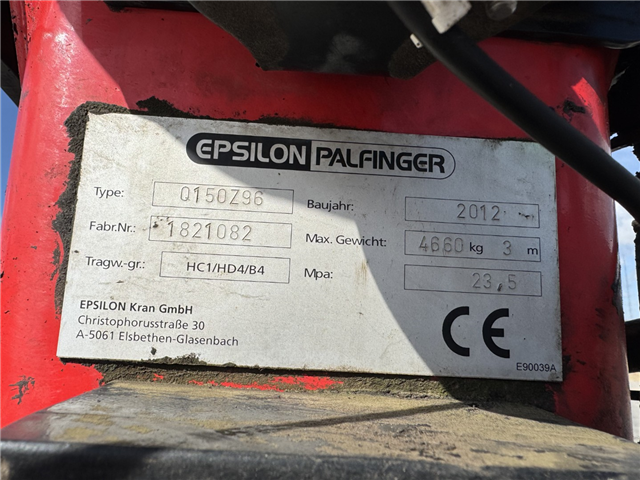 EPSILON PALFINGER
Type: Q150Z96 Baujahr: 2012
Fabr.Nr.: 1821082 Max. Gewicht: 4660 kg 3 m
Tragw.-gr.: HC1/HD4/B4 Mpa: 23,5
EPSILON Kran GmbH
Christophorusstraße 30
A-5061 Elsbethen-Glasenbach
CE
E90039A